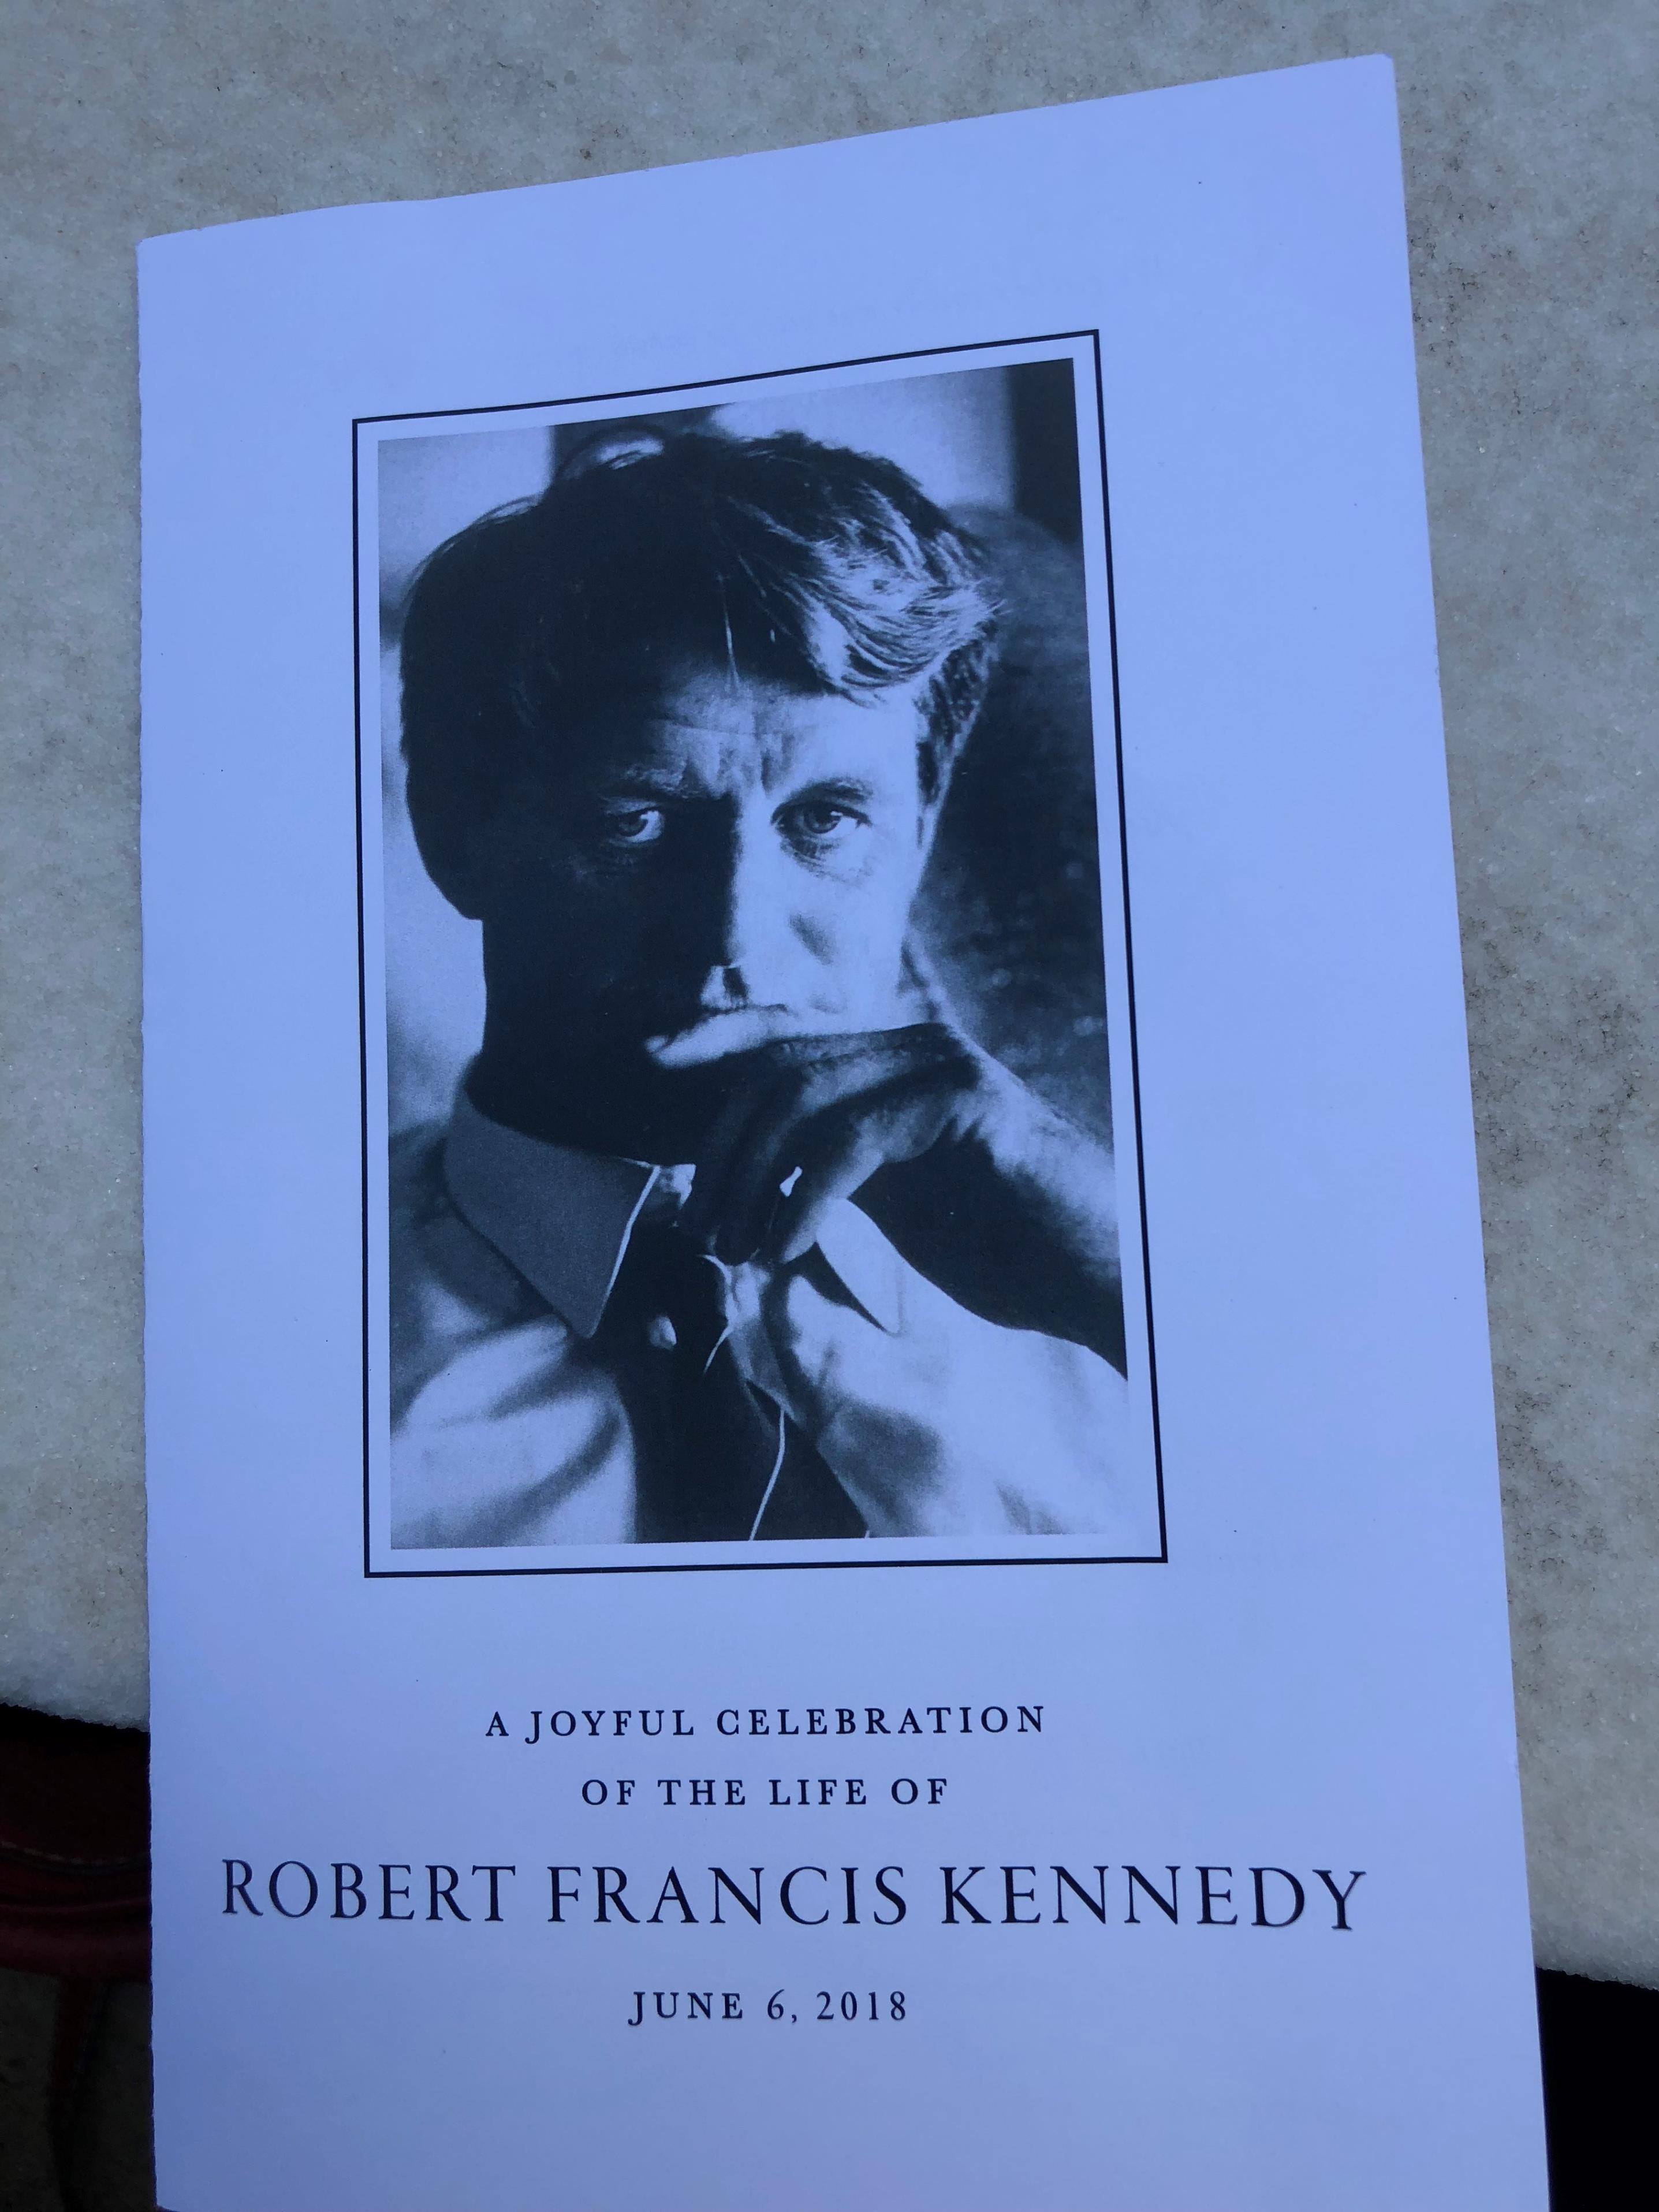 A JOYFUL CELEBRATION
OF THE LIFE OF
ROBERT FRANCIS KENNEDY
JUNE 6, 2018